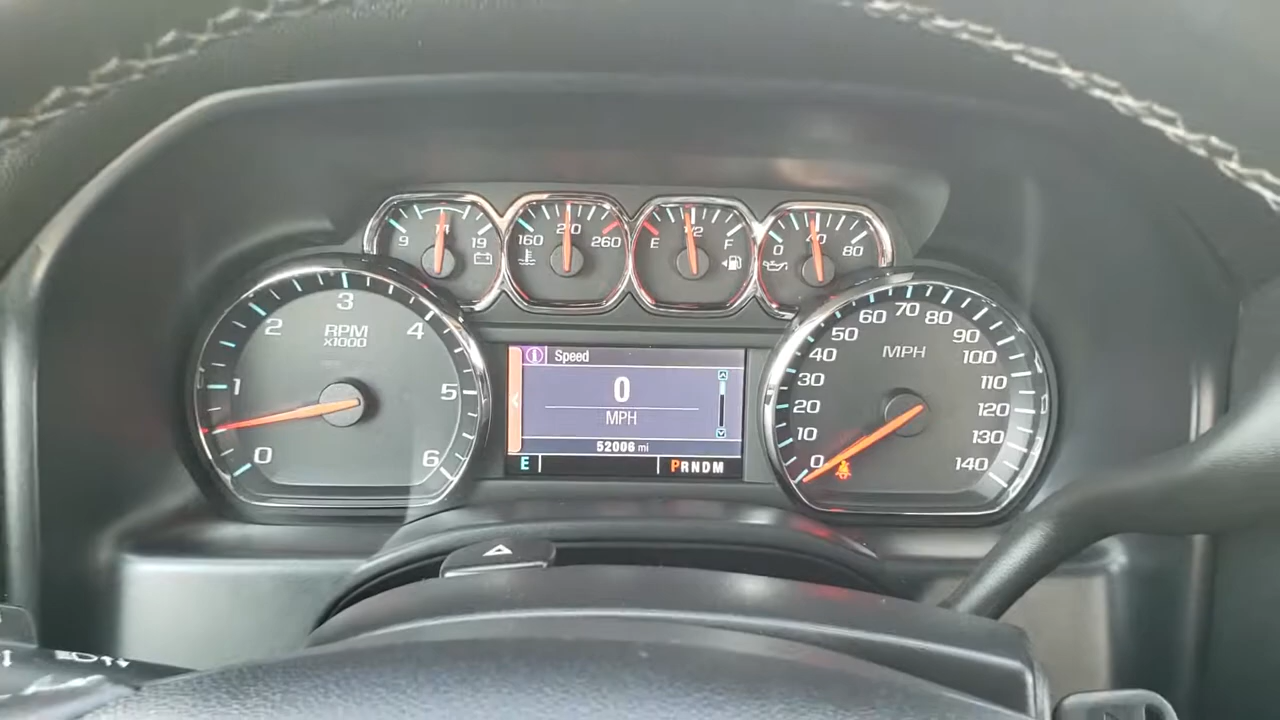 9 14 19
160 210 260
E 1/2 F
0 40 80
0 1 2 3 4 5 6
RPM
x1000
Speed
0
MPH
52006 mi
E PRNDM
0 10 20 30 40 50 60 70 80 90 100 110 120 130 140
MPH